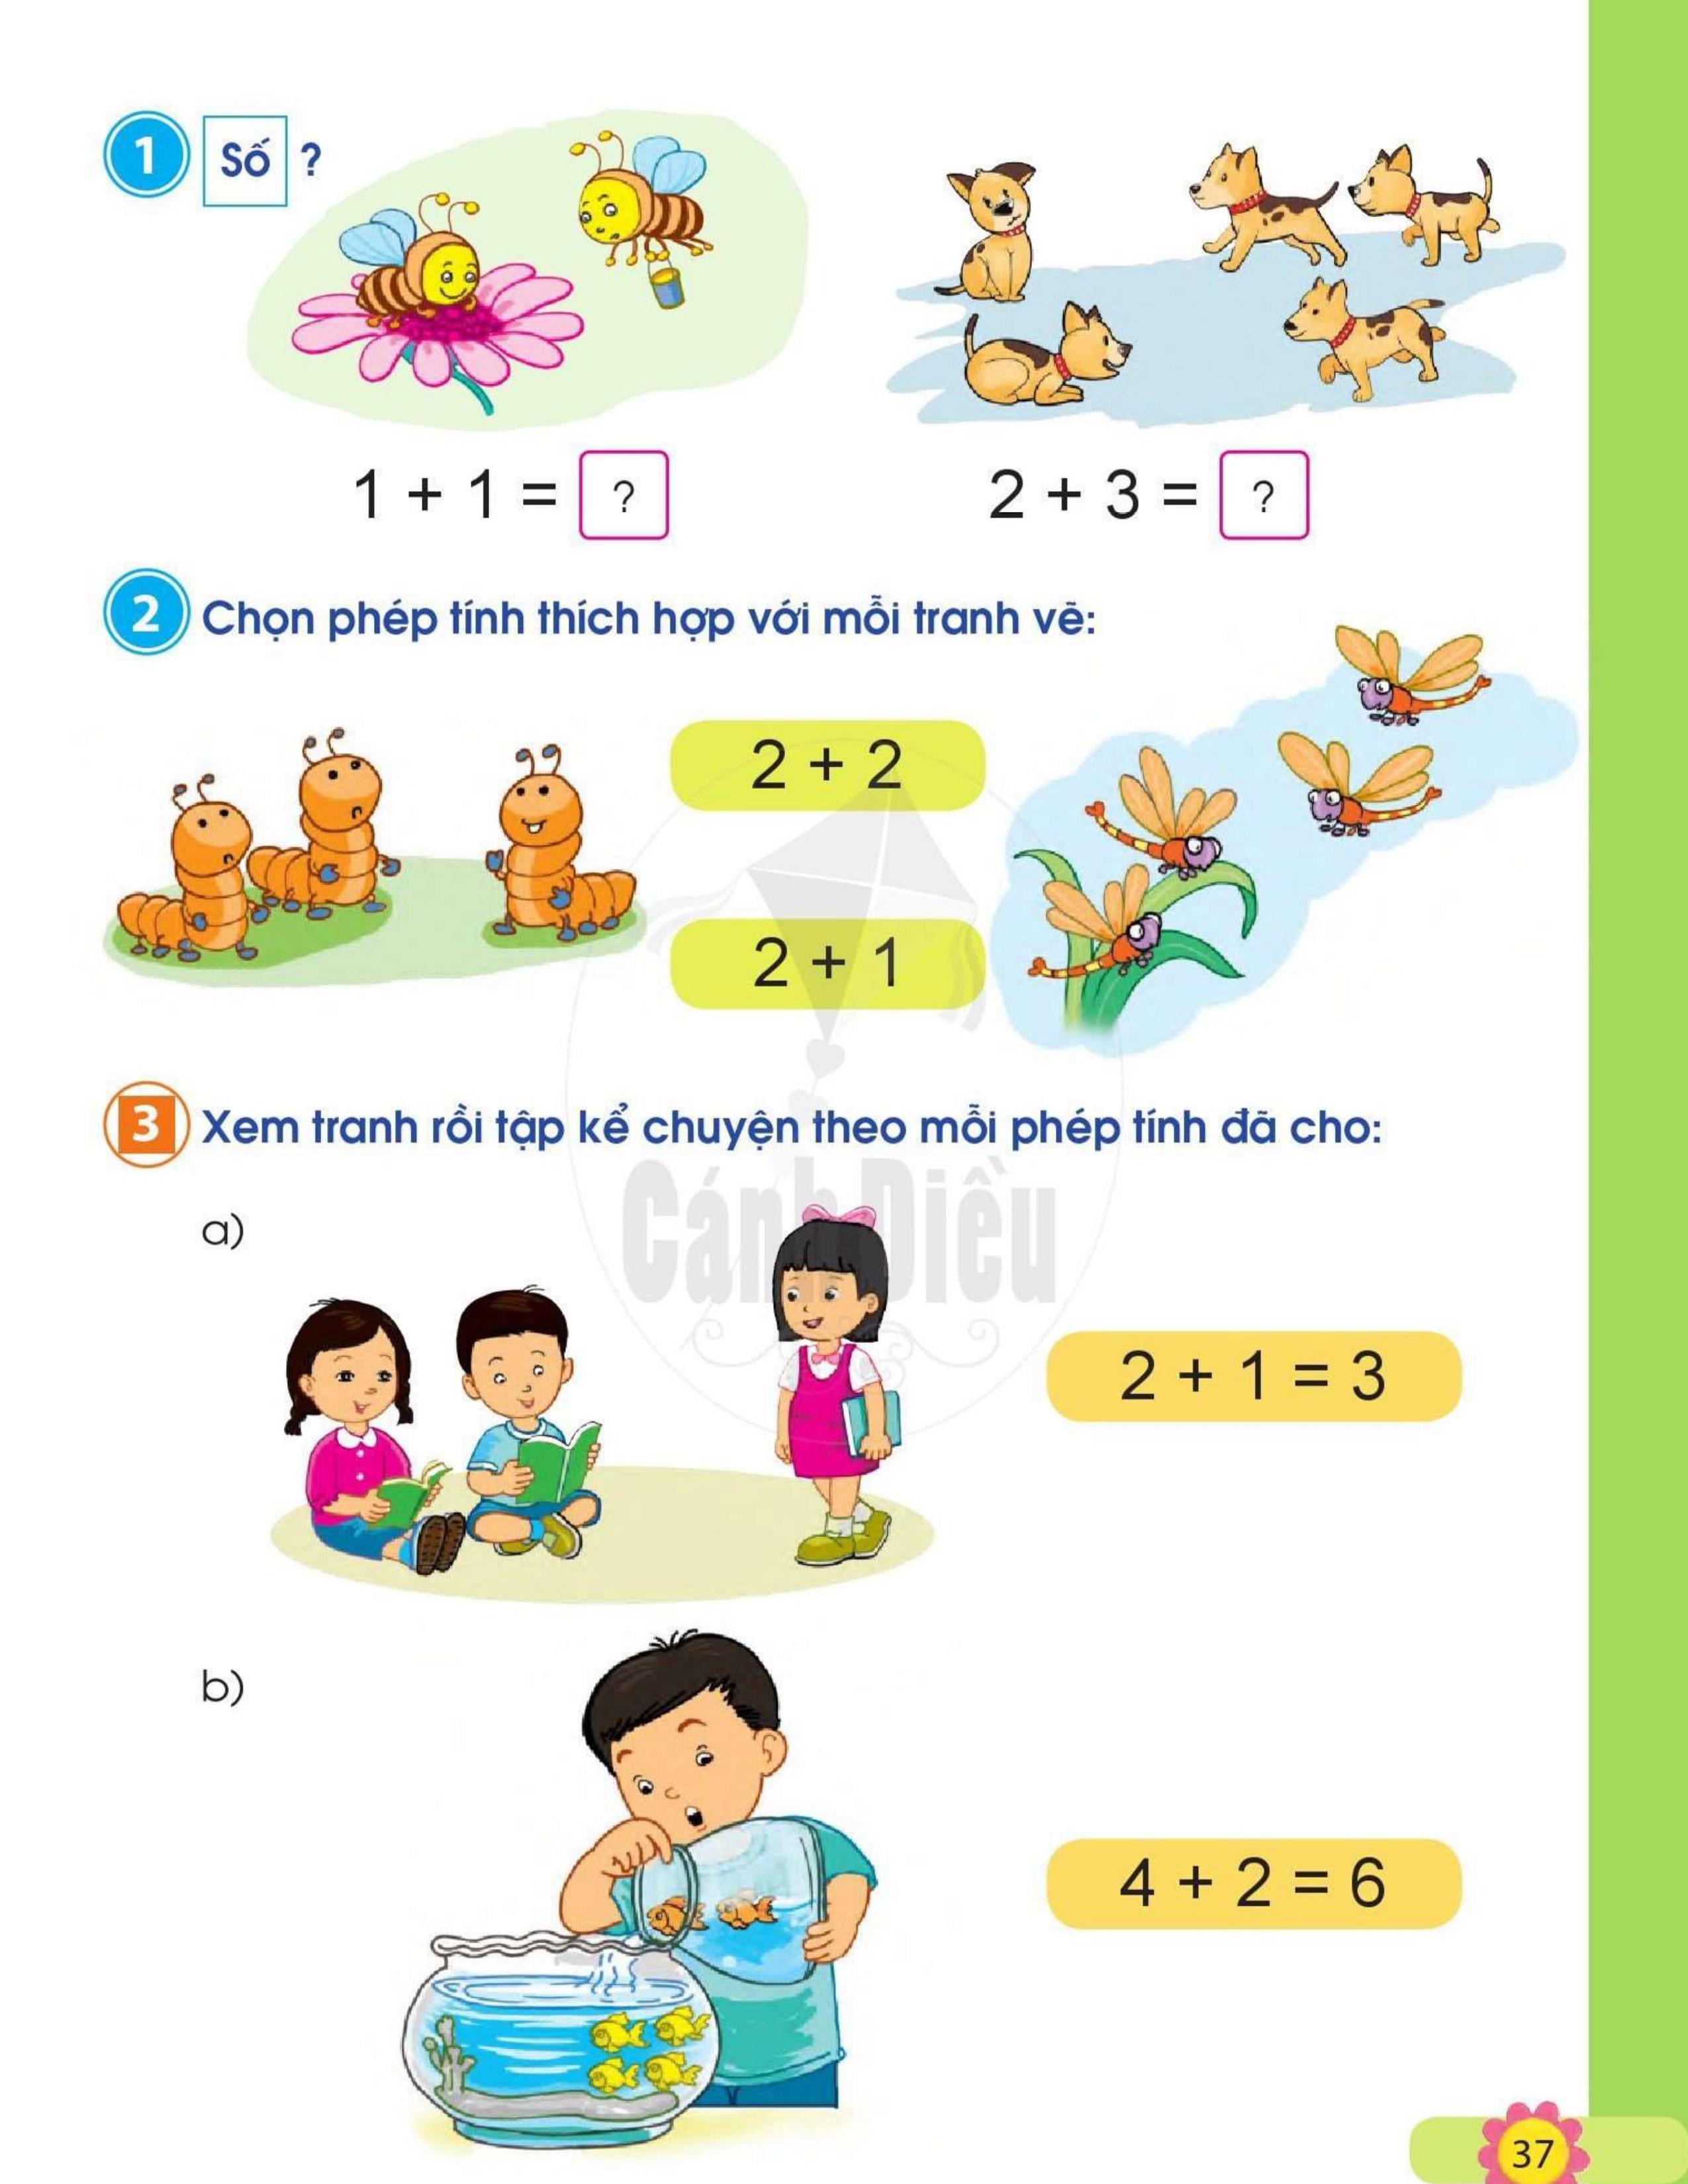 1 Số ?
1 + 1 = ? 2 + 3 = ?
2 Chọn phép tính thích hợp với mỗi tranh vẽ:
2 + 2
2 + 1
3 Xem tranh rồi tập kể chuyện theo mỗi phép tính đã cho:
Cánh Diều
a)
2 + 1 = 3
b)
4 + 2 = 6
37